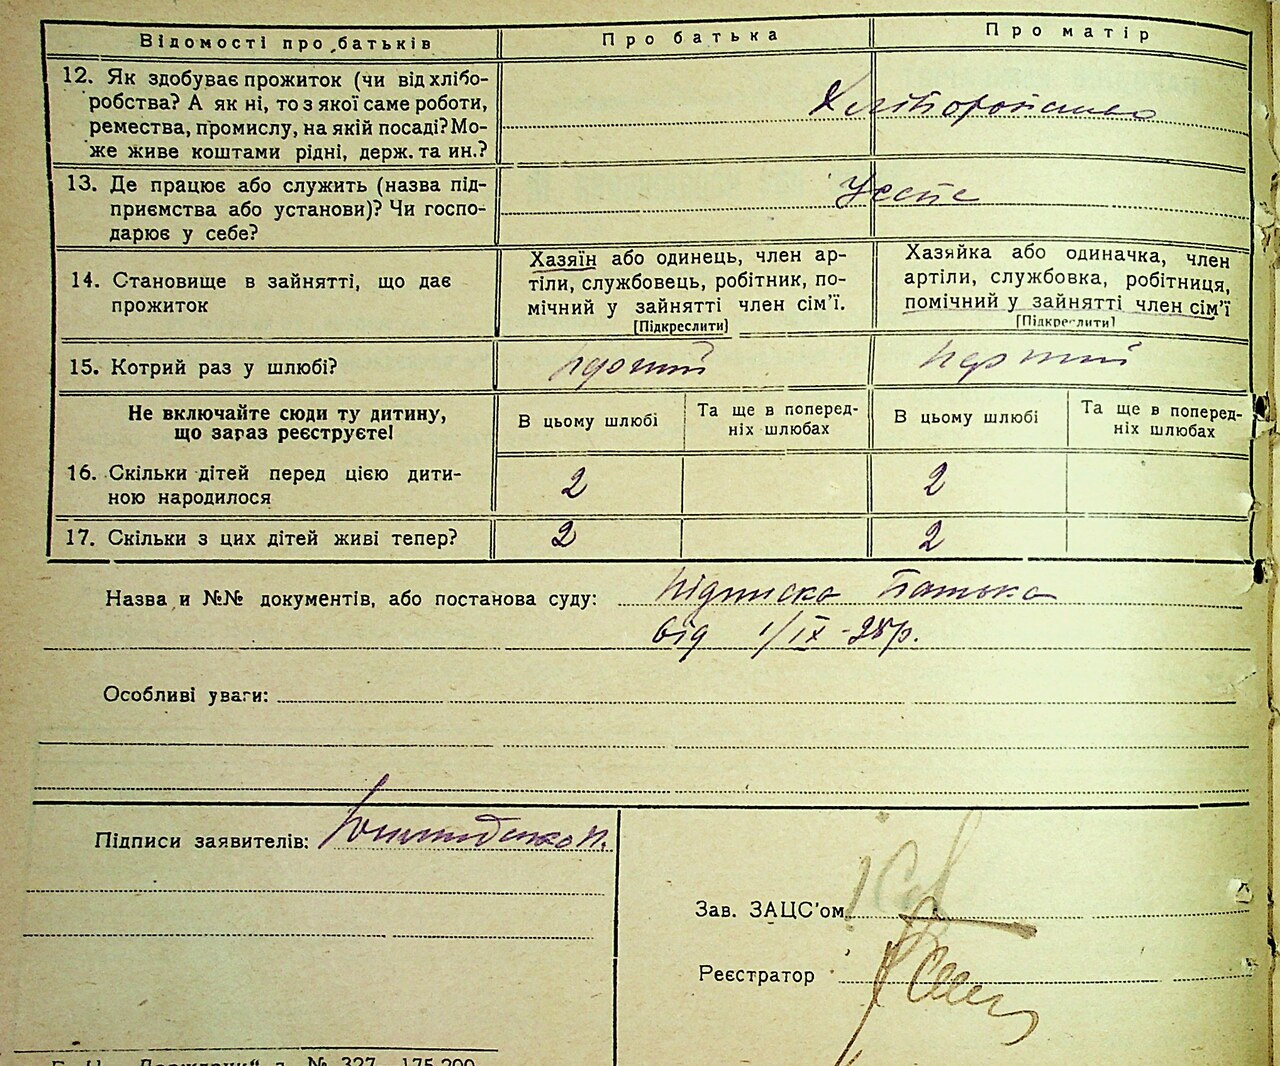 Відомості про батьків
Про батька
Про матір
12. Як здобуває прожиток (чи від хлібо-
робства? А як ні, то з якої саме роботи,
ремества, промислу, на якій посаді? Мо-
же живе коштами рідні, держ. та ин.?
Хліборобство
13. Де працює або служить (назва під-
приємства або установи)? Чи госпо-
дарює у себе?
14. Становище в зайнятті, що дає
прожиток
Хазяїн або одинець, член ар-
тіли, службовець, робітник, по-
мічний у зайнятті член сім'ї.
[Підкреслити]
Хазяйка або одиначка, член
артіли, службовка, робітниця,
помічний у зайнятті член сім'ї
[Підкреслити]
15. Котрий раз у шлюбі?
перший
перший
Не включайте сюди ту дитину,
що зараз реєструєте!
В цьому шлюбі
Та ще в поперед-
ніх шлюбах
В цьому шлюбі
Та ще в поперед-
ніх шлюбах
16. Скільки дітей перед цією дити-
ною народилося
2
2
17. Скільки з цих дітей живі тепер?
2
2
Назва и №№ документів, або постанова суду:
підписка батька
від 1/IX-28р.
Особливі уваги:
Підписи заявителів:
Зав. ЗАЦС'ом
Реєстратор
№ 327 175.200